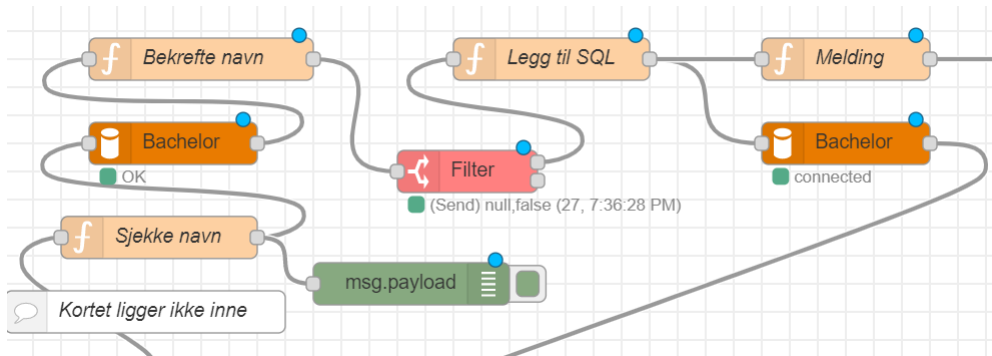 Bekrefte navn
Legg til SQL
Melding
Bachelor
OK
Filter
(Send) null,false (27, 7:36:28 PM)
Bachelor
connected
Sjekke navn
msg.payload
Kortet ligger ikke inne